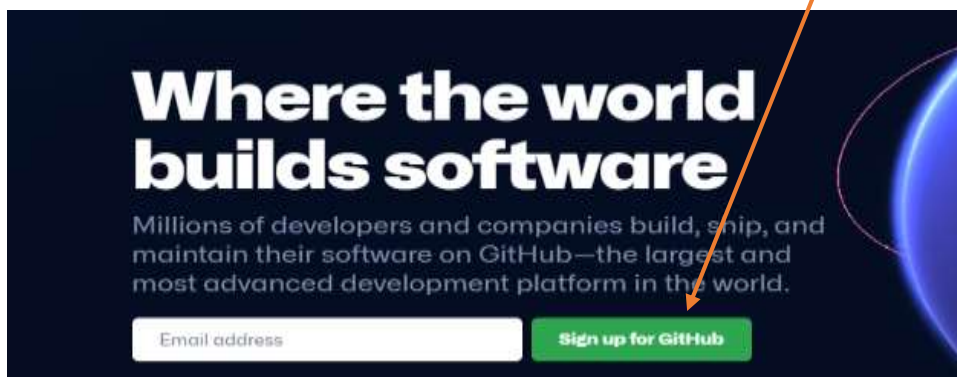 Where the world
builds software
Millions of developers and companies build, ship, and
maintain their software on GitHub—the largest and
most advanced development platform in the world.
Email address
Sign up for GitHub